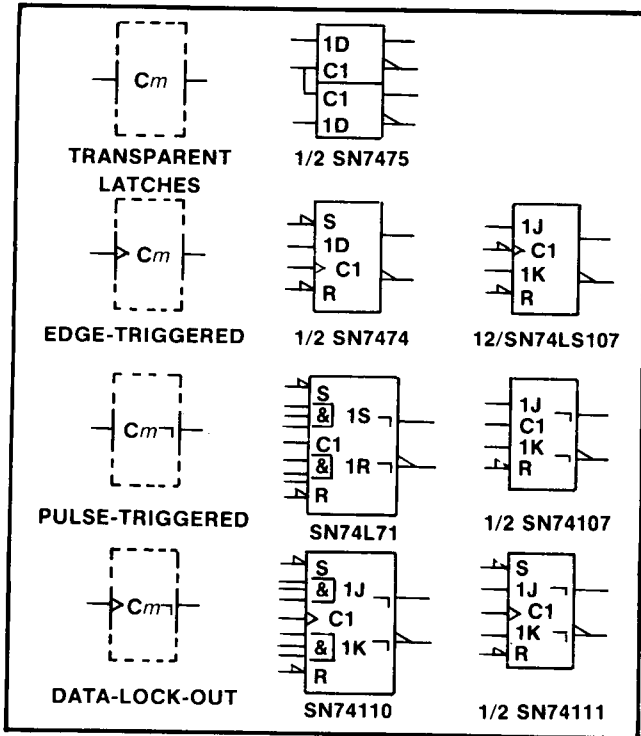 Cm
1D
C1
C1
1D
TRANSPARENT
LATCHES
1/2 SN7475
Cm
S
1D
C1
R
1J
C1
1K
R
EDGE-TRIGGERED
1/2 SN7474
12/SN74LS107
Cm¬
S
& 1S ¬
C1
& 1R ¬
R
1J ¬
C1
1K ¬
R
PULSE-TRIGGERED
SN74L71
1/2 SN74107
Cm¬
S
& 1J ¬
C1
& 1K ¬
R
S
1J ¬
C1
1K ¬
R
DATA-LOCK-OUT
SN74110
1/2 SN74111